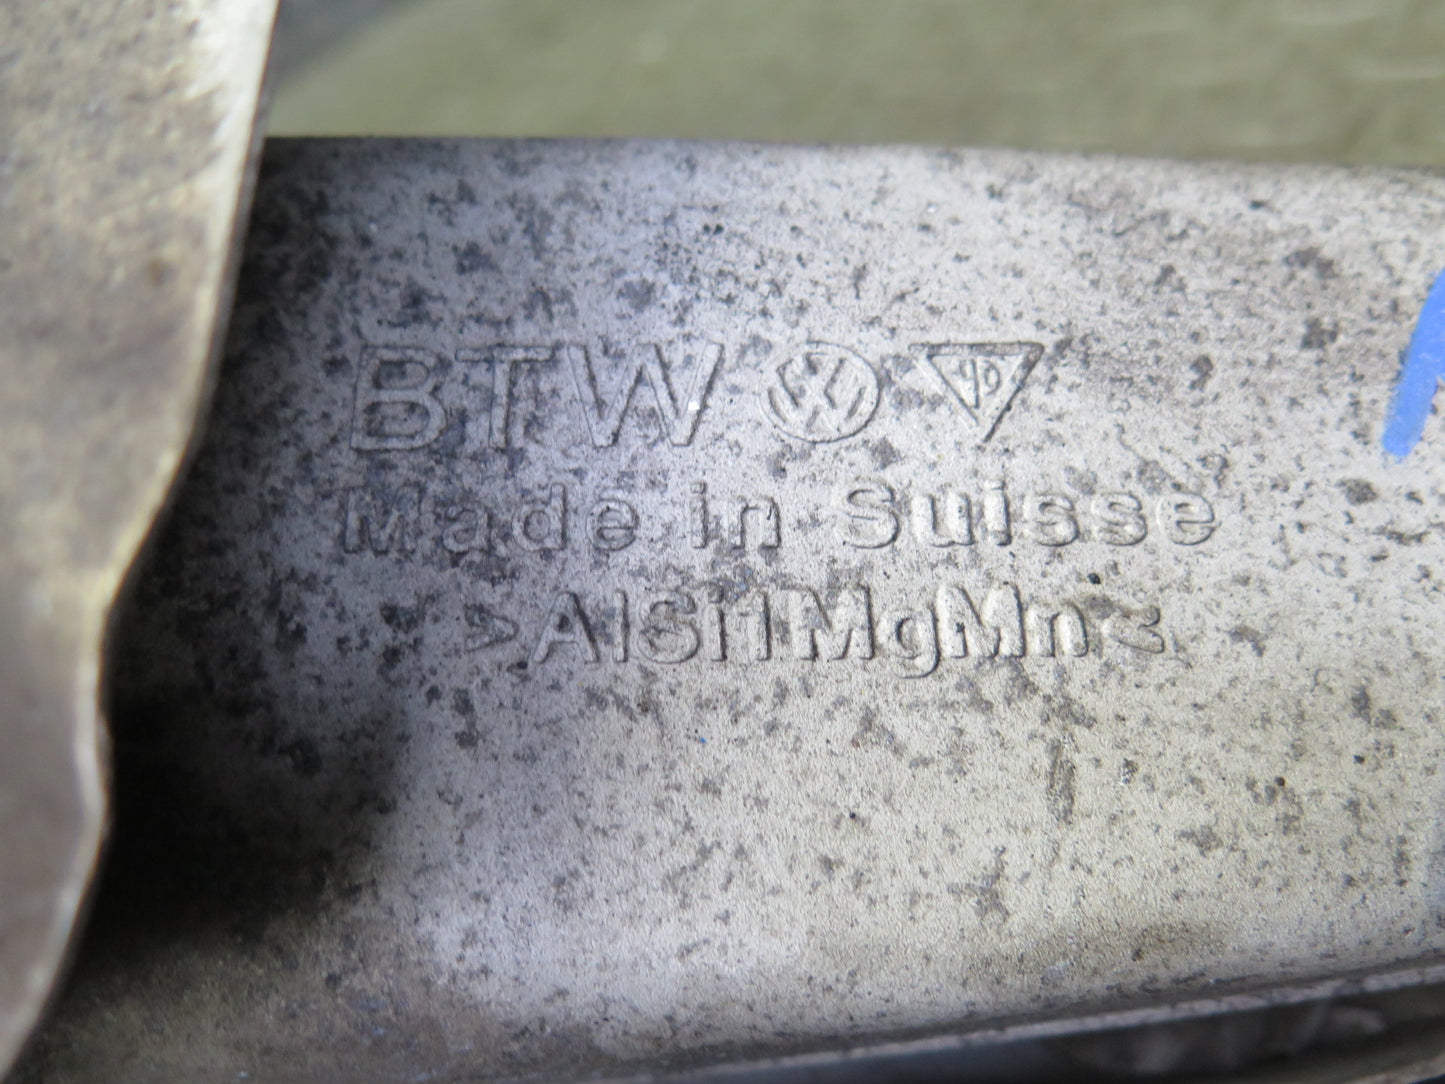 BTW
Made in Suisse
>AlSi1MgMn<